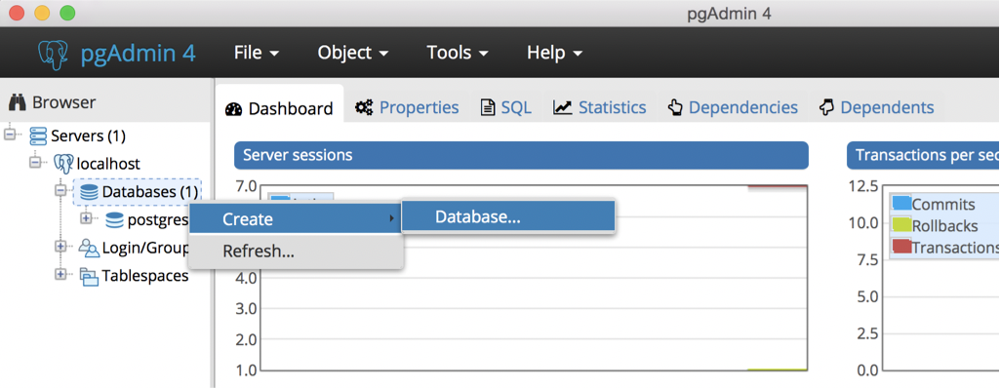 pgAdmin 4
pgAdmin 4
File
Object
Tools
Help
Browser
Dashboard
Properties
SQL
Statistics
Dependencies
Dependents
Servers (1)
localhost
Databases (1)
postgres
Login/Group
Tablespaces
Create
Refresh...
Database...
Server sessions
7.0
4.0
3.0
2.0
1.0
Transactions per sec
12.5
10.0
7.5
5.0
2.5
0.0
Commits
Rollbacks
Transactions